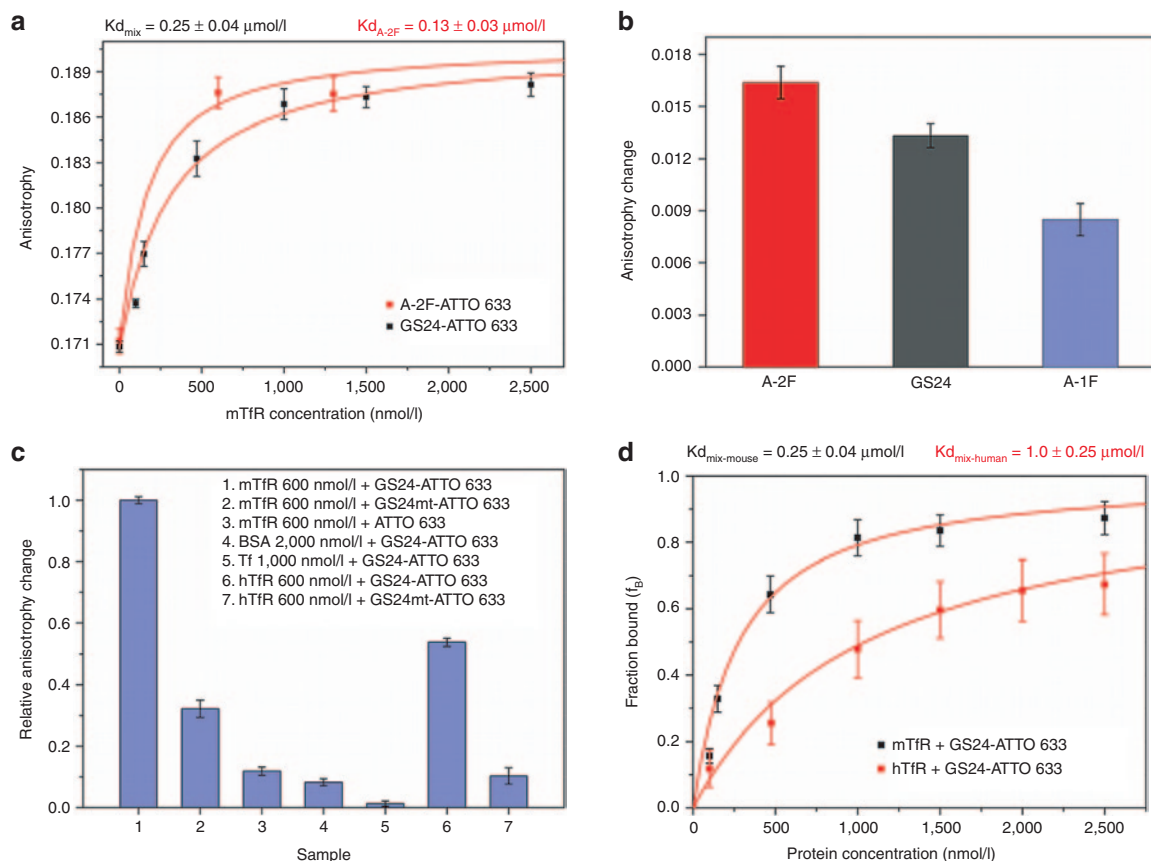 a
Kd_mix = 0.25 ± 0.04 μmol/l
Kd_A-2F = 0.13 ± 0.03 μmol/l
0.189
0.186
0.183
0.180
0.177
0.174
0.171
Anisotropy
A-2F-ATTO 633
GS24-ATTO 633
0 500 1,000 1,500 2,000 2,500
mTfR concentration (nmol/l)
b
0.018
0.015
0.012
0.009
0.006
0.003
0.000
Anisotropy change
A-2F GS24 A-1F
c
1.0
0.8
0.6
0.4
0.2
0.0
Relative anisotropy change
1. mTfR 600 nmol/l + GS24-ATTO 633
2. mTfR 600 nmol/l + GS24mt-ATTO 633
3. mTfR 600 nmol/l + ATTO 633
4. BSA 2,000 nmol/l + GS24-ATTO 633
5. Tf 1,000 nmol/l + GS24-ATTO 633
6. hTfR 600 nmol/l + GS24-ATTO 633
7. hTfR 600 nmol/l + GS24mt-ATTO 633
1 2 3 4 5 6 7
Sample
d
Kd_mix-mouse = 0.25 ± 0.04 μmol/l
Kd_mix-human = 1.0 ± 0.25 μmol/l
1.0
0.8
0.6
0.4
0.2
0.0
Fraction bound (f_B)
mTfR + GS24-ATTO 633
hTfR + GS24-ATTO 633
0 500 1,000 1,500 2,000 2,500
Protein concentration (nmol/l)